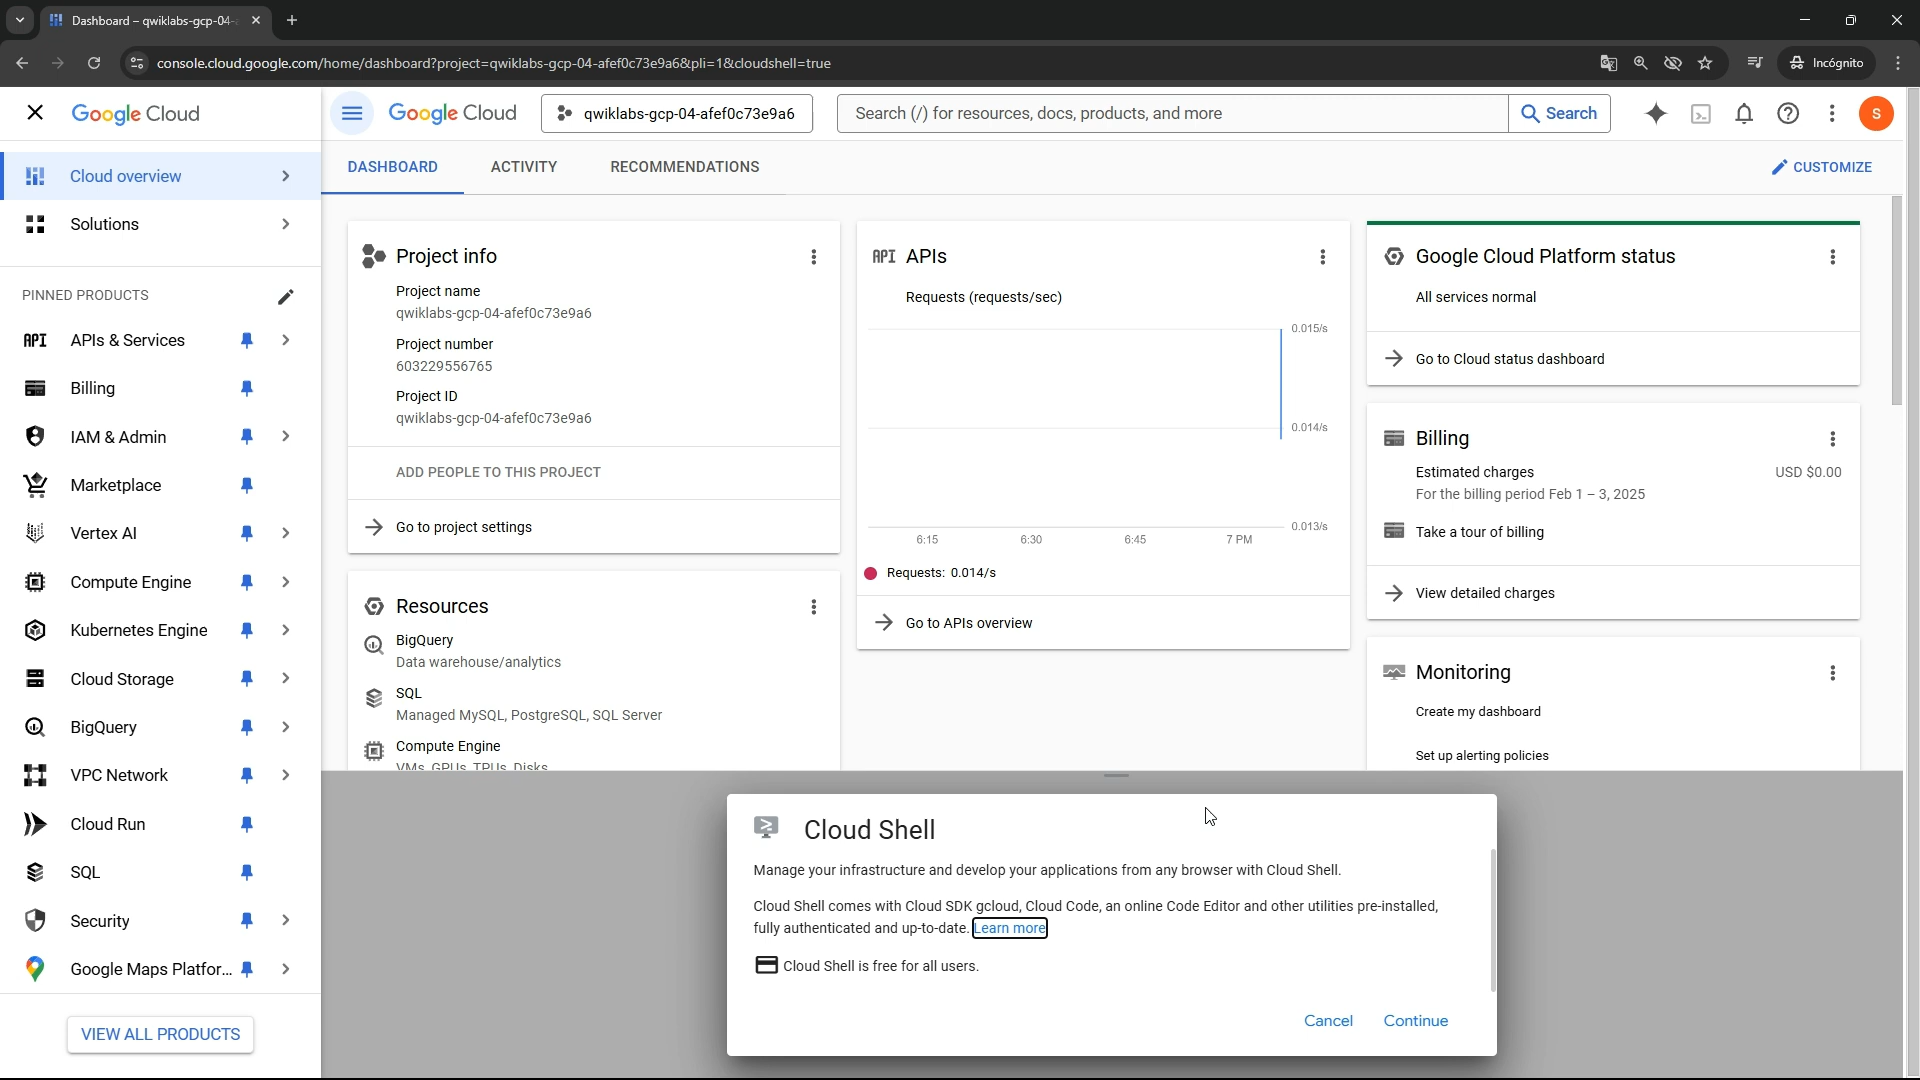 Dashboard – qwiklabs-gcp-04-
console.cloud.google.com/home/dashboard?project=qwiklabs-gcp-04-afef0c73e9a6&pli=1&cloudshell=true
Incógnito
Google Cloud
Google Cloud
qwiklabs-gcp-04-afef0c73e9a6
Search (/) for resources, docs, products, and more
Search
S
Cloud overview
Solutions
PINNED PRODUCTS
API APIs & Services
Billing
IAM & Admin
Marketplace
Vertex AI
Compute Engine
Kubernetes Engine
Cloud Storage
BigQuery
VPC Network
Cloud Run
SQL
Security
Google Maps Platfor...
VIEW ALL PRODUCTS
DASHBOARD
ACTIVITY
RECOMMENDATIONS
CUSTOMIZE
Project info
Project name
qwiklabs-gcp-04-afef0c73e9a6
Project number
603229556765
Project ID
qwiklabs-gcp-04-afef0c73e9a6
ADD PEOPLE TO THIS PROJECT
Go to project settings
Resources
BigQuery
Data warehouse/analytics
SQL
Managed MySQL, PostgreSQL, SQL Server
Compute Engine
VMs, GPUs, TPUs, Disks
API APIs
Requests (requests/sec)
0.015/s
0.014/s
0.013/s
6:15
6:30
6:45
7 PM
Requests: 0.014/s
Go to APIs overview
Google Cloud Platform status
All services normal
Go to Cloud status dashboard
Billing
Estimated charges
USD $0.00
For the billing period Feb 1 – 3, 2025
Take a tour of billing
View detailed charges
Monitoring
Create my dashboard
Set up alerting policies
Cloud Shell
Manage your infrastructure and develop your applications from any browser with Cloud Shell.
Cloud Shell comes with Cloud SDK gcloud, Cloud Code, an online Code Editor and other utilities pre-installed,
fully authenticated and up-to-date. Learn more
Cloud Shell is free for all users.
Cancel
Continue